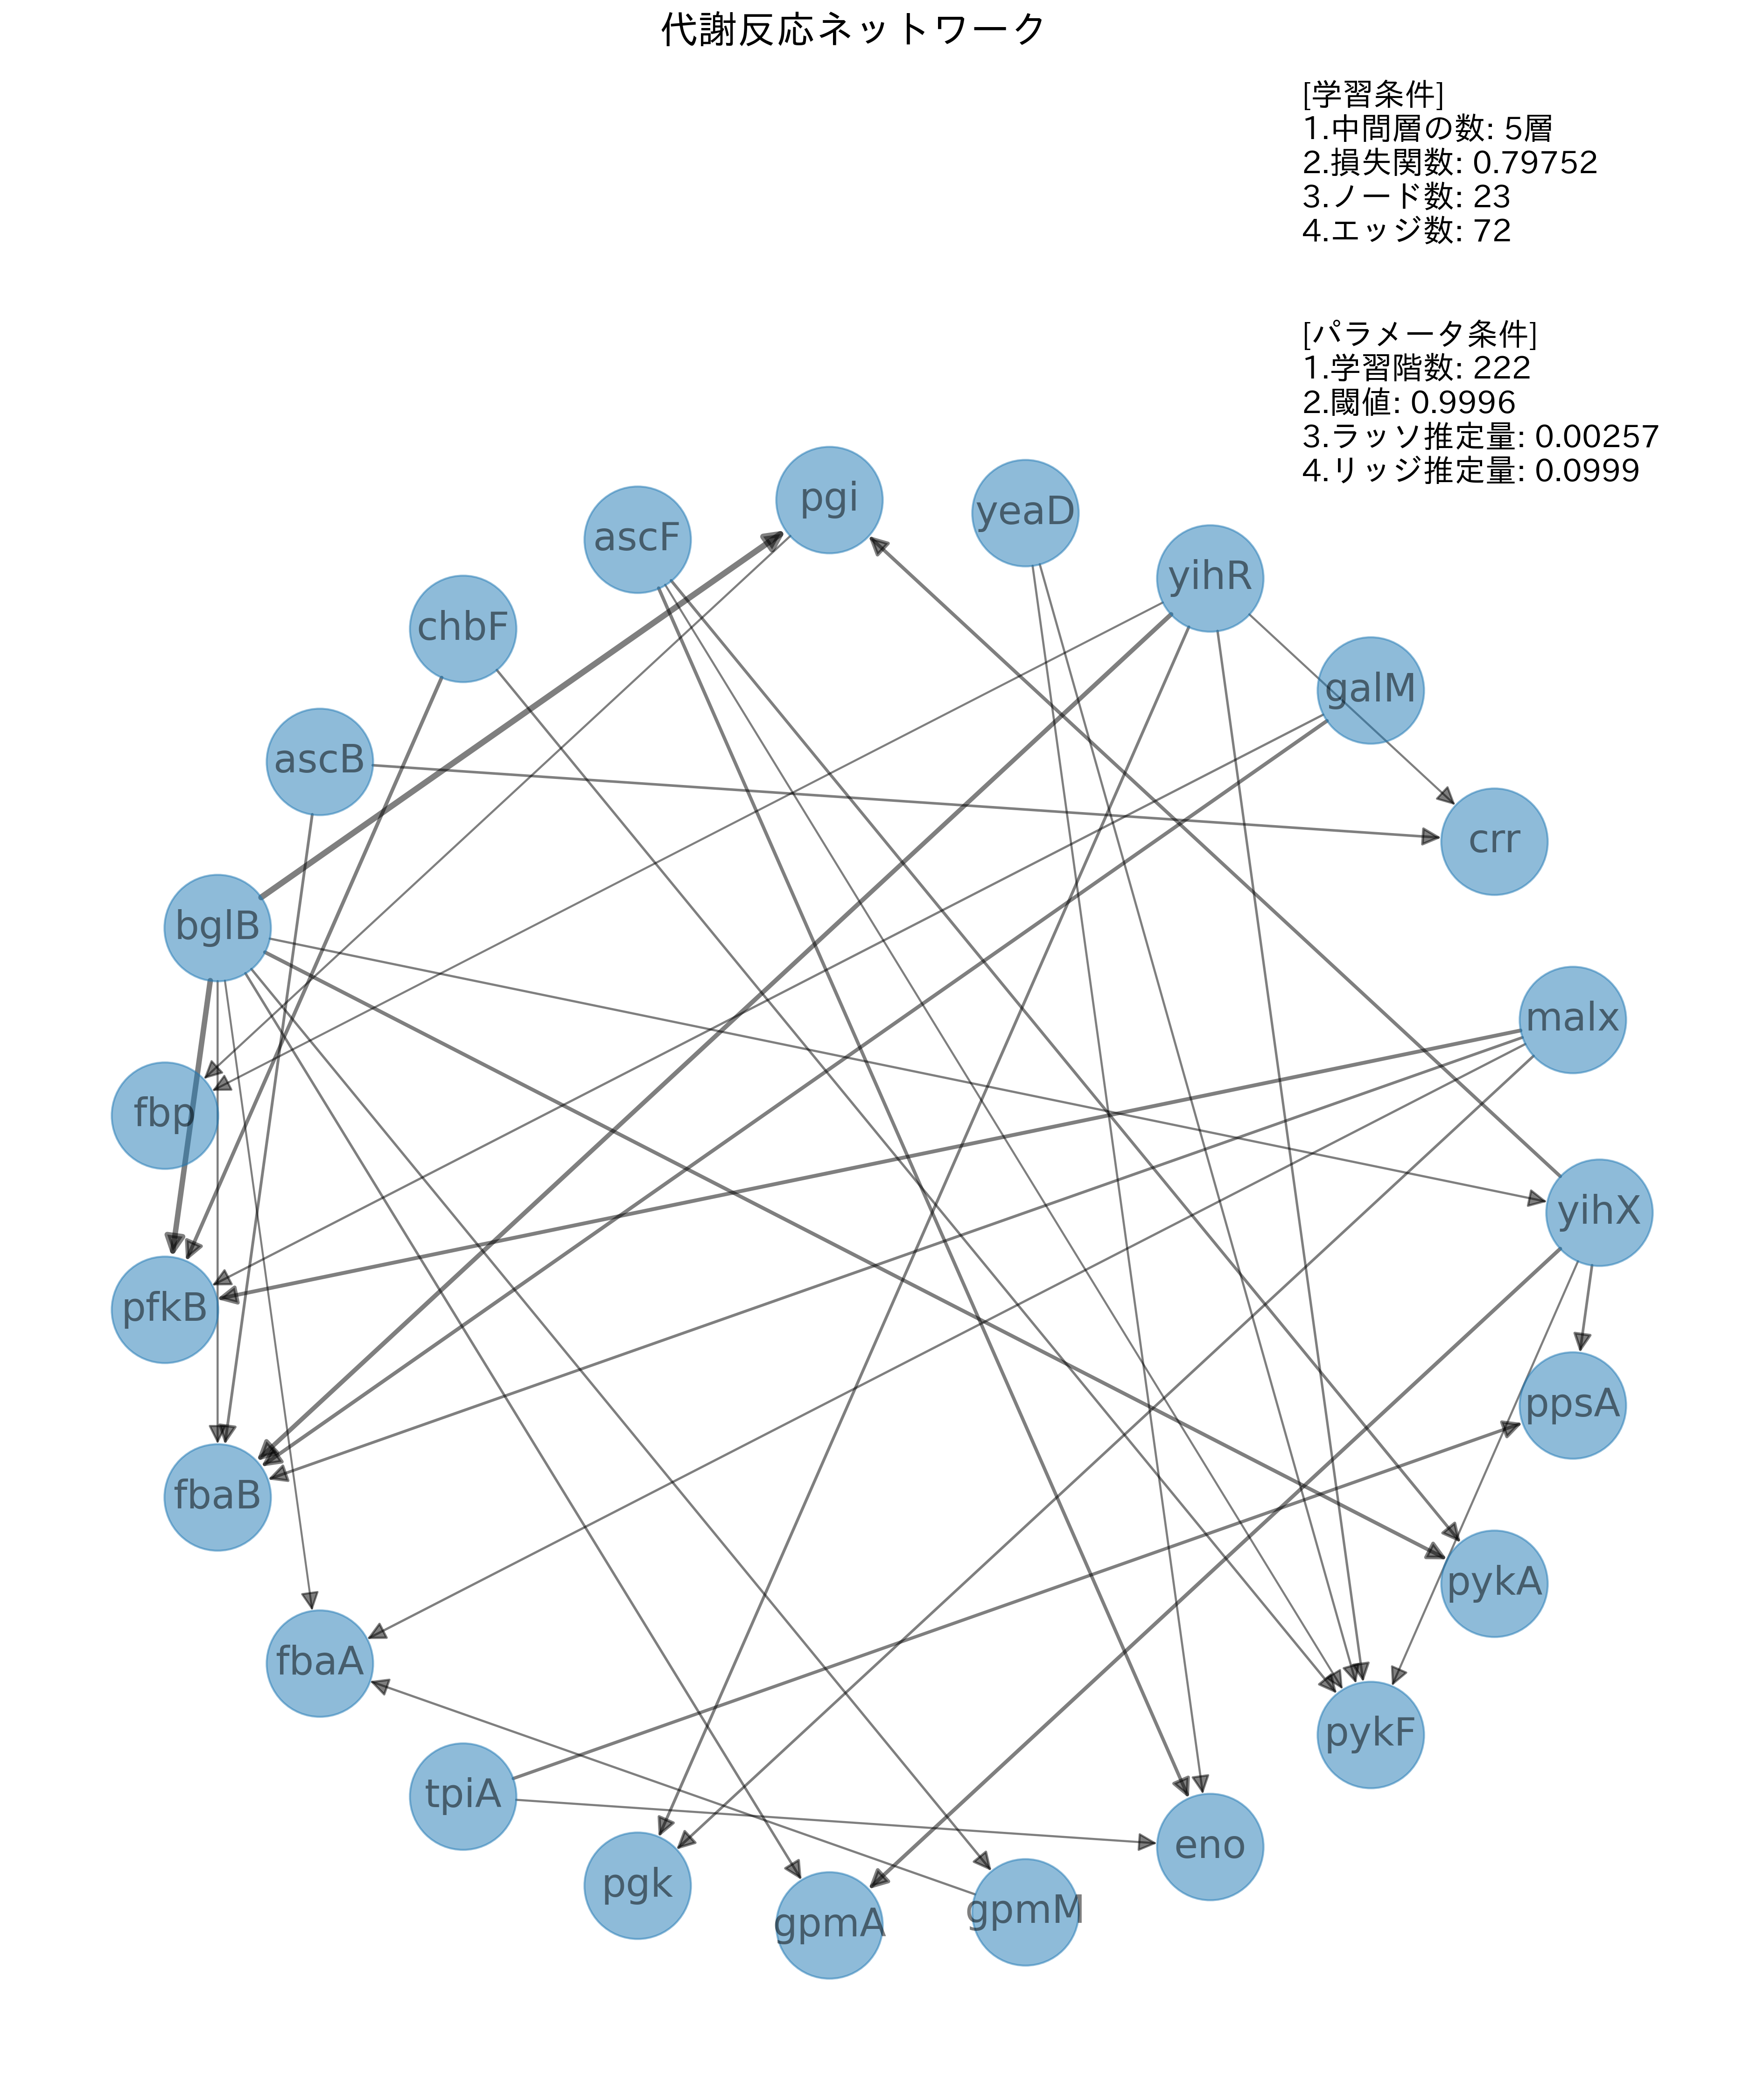 代謝反応ネットワーク
[学習条件]
1.中間層の数: 5層
2.損失関数: 0.79752
3.ノード数: 23
4.エッジ数: 72
[パラメータ条件]
1.学習階数: 222
2.閾値: 0.9996
3.ラッソ推定量: 0.00257
4.リッジ推定量: 0.0999
pgi
yeaD
ascF
yihR
chbF
galM
ascB
crr
bglB
malx
fbp
yihX
pfkB
ppsA
fbaB
pykA
fbaA
pykF
tpiA
eno
pgk
gpmA
gpmM